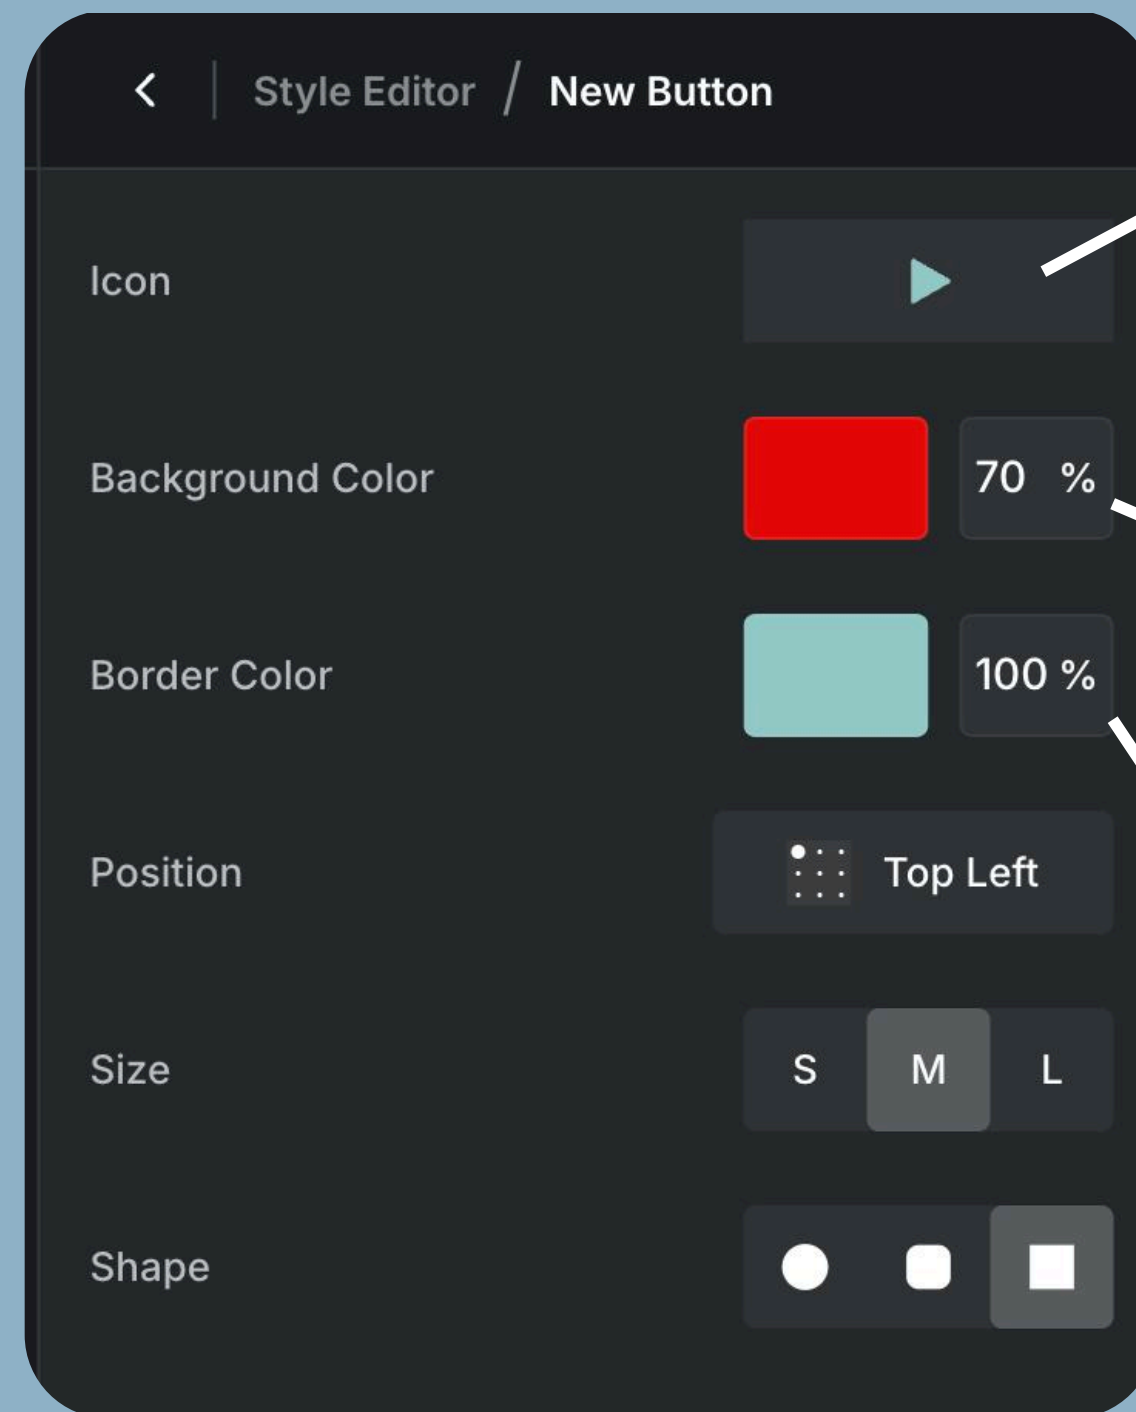 Style Editor / New Button
Icon
Background Color 70 %
Border Color 100 %
Position Top Left
Size S M L
Shape